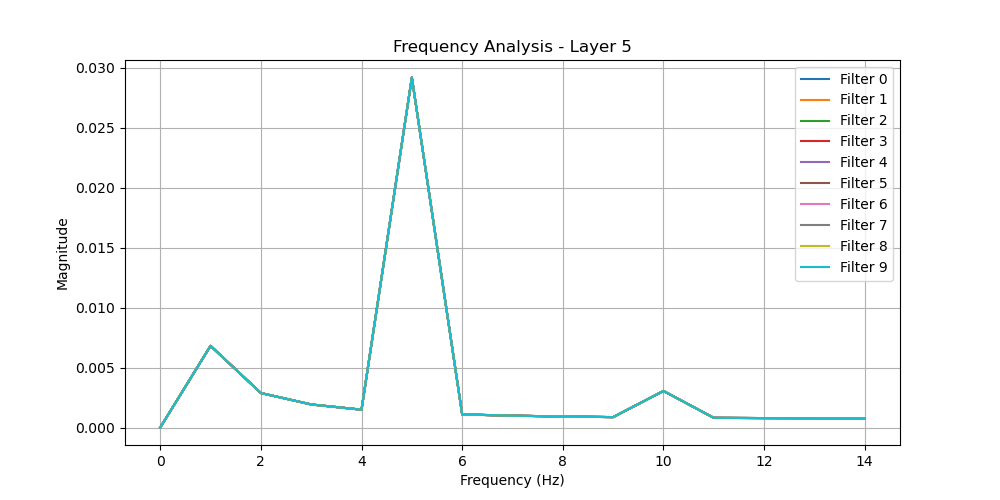 Frequency Analysis - Layer 5
Magnitude
0.030
0.025
0.020
0.015
0.010
0.005
0.000
Filter 0
Filter 1
Filter 2
Filter 3
Filter 4
Filter 5
Filter 6
Filter 7
Filter 8
Filter 9
0 2 4 6 8 10 12 14
Frequency (Hz)